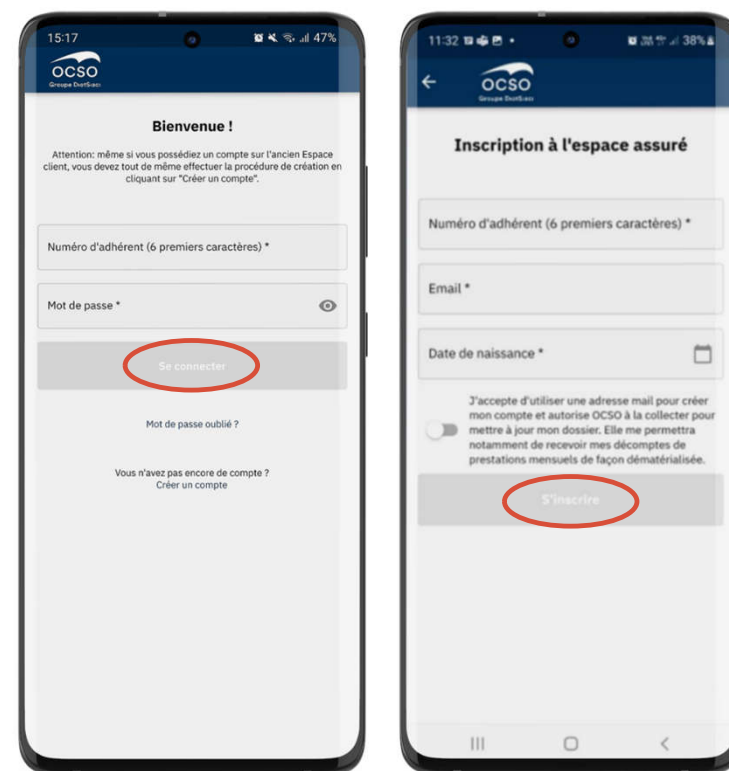 15:17
47%
OCSO
Groupe DIOT SIACI
Bienvenue !
Attention: même si vous possédiez un compte sur l'ancien Espace
client, vous devez tout de même effectuer la procédure de création en
cliquant sur "Créer un compte".
Numéro d'adhérent (6 premiers caractères) *
Mot de passe *
Se connecter
Mot de passe oublié ?
Vous n'avez pas encore de compte ?
Créer un compte
11:32
38%
OCSO
Groupe DIOT SIACI
Inscription à l'espace assuré
Numéro d'adhérent (6 premiers caractères) *
Email *
Date de naissance *
J'accepte d'utiliser une adresse mail pour créer
mon compte et autorise OCSO à la collecter pour
mettre à jour mon dossier. Elle me permettra
notamment de recevoir mes décomptes de
prestations mensuels de façon dématérialisée.
S'inscrire